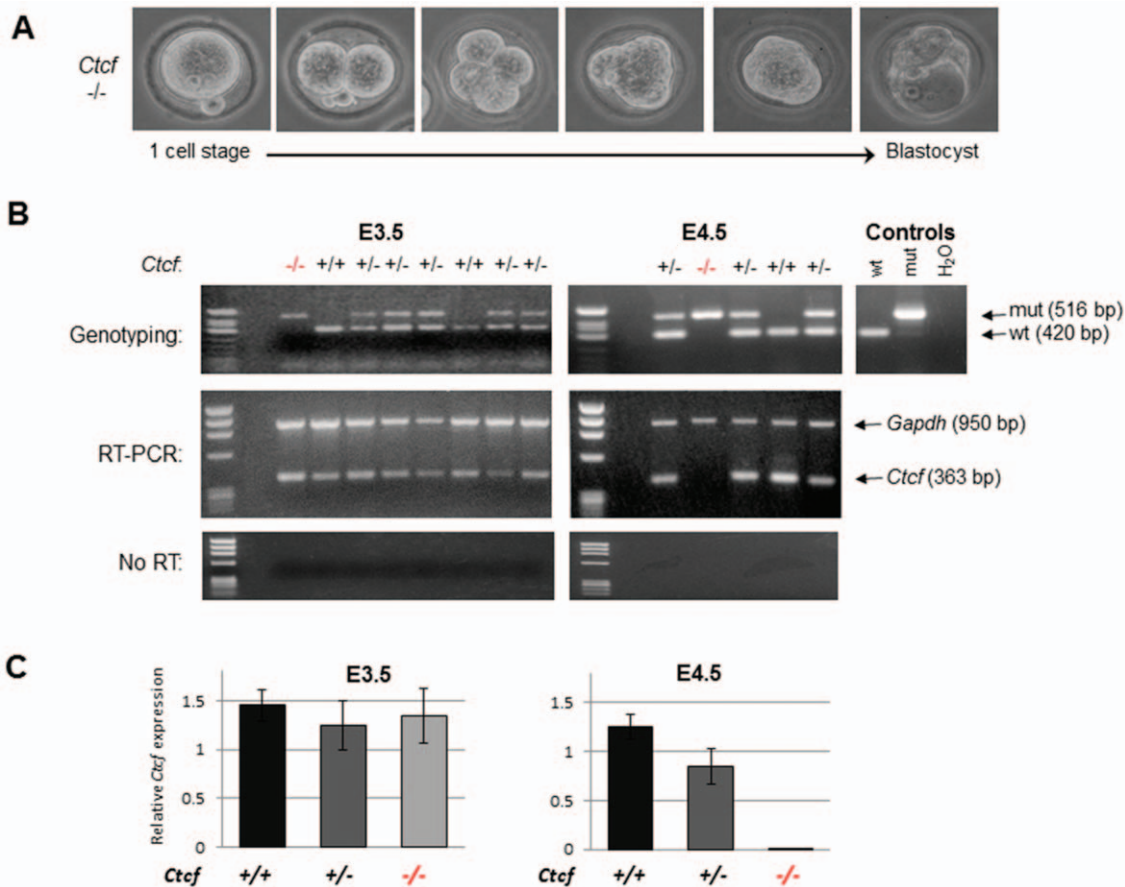 A
Ctcf
-/-
1 cell stage
Blastocyst
B
E3.5
E4.5
Controls
Ctcf:
-/- +/+ +/- +/- +/- +/+ +/- +/-
+/- -/- +/- +/+ +/-
wt
mut
H₂O
Genotyping:
mut (516 bp)
wt (420 bp)
RT-PCR:
Gapdh (950 bp)
Ctcf (363 bp)
No RT:
C
E3.5
Relative Ctcf expression
1.5
1
0.5
0
Ctcf +/+ +/- -/-
E4.5
1.5
1
0.5
0
Ctcf +/+ +/- -/-